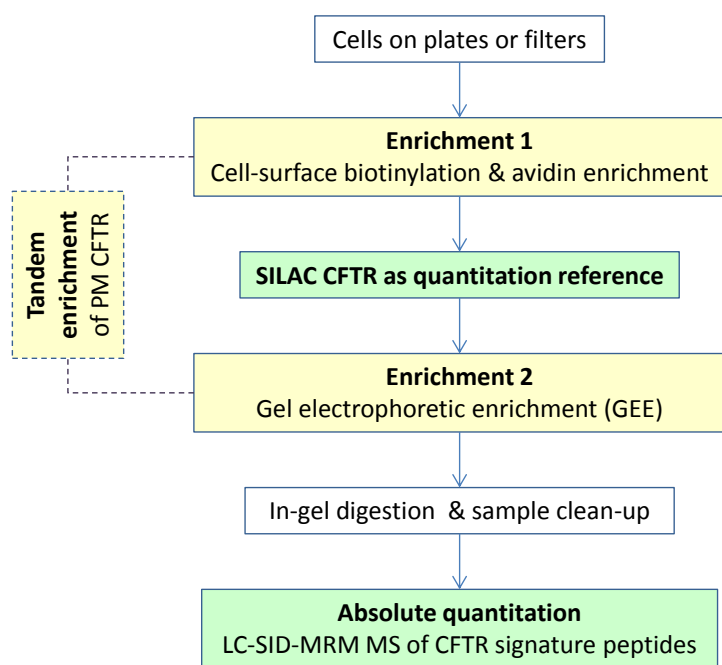 Cells on plates or filters
Enrichment 1
Cell-surface biotinylation & avidin enrichment
Tandem
enrichment
of PM CFTR
SILAC CFTR as quantitation reference
Enrichment 2
Gel electrophoretic enrichment (GEE)
In-gel digestion & sample clean-up
Absolute quantitation
LC-SID-MRM MS of CFTR signature peptides